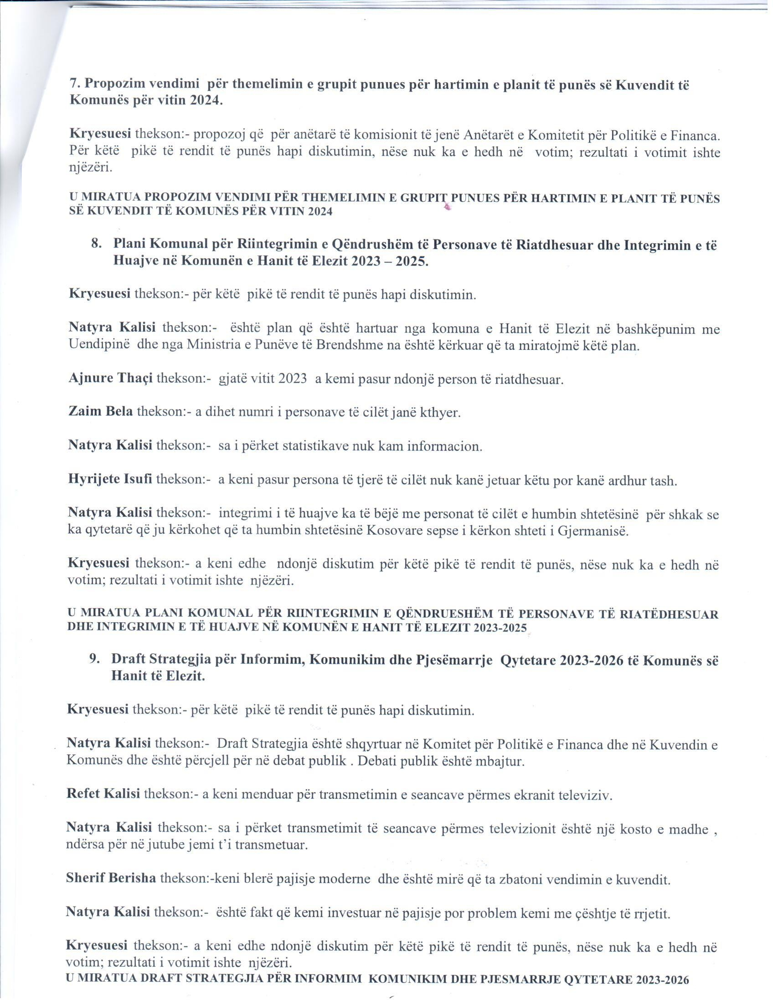 7. Propozim vendimi  për themelimin e grupit punues për hartimin e planit të punës së Kuvendit të
Komunës për vitin 2024.
Kryesuesi thekson:- propozoj që  për anëtarë të komisionit të jenë Anëtarët e Komitetit për Politikë e Financa.
Për këtë  pikë të rendit të punës hapi diskutimin, nëse nuk ka e hedh në  votim; rezultati i votimit ishte
njëzëri.
U MIRATUA PROPOZIM VENDIMI PËR THEMELIMIN E GRUPIT PUNUES PËR HARTIMIN E PLANIT TË PUNËS
SË KUVENDIT TË KOMUNËS PËR VITIN 2024
8. Plani Komunal për Riintegrimin e Qëndrushëm të Personave të Riatdhesuar dhe Integrimin e të
Huajve në Komunën e Hanit të Elezit 2023 – 2025.
Kryesuesi thekson:- për këtë  pikë të rendit të punës hapi diskutimin.
Natyra Kalisi thekson:-  është plan që është hartuar nga komuna e Hanit të Elezit në bashkëpunim me
Uendipinë  dhe nga Ministria e Punëve të Brendshme na është kërkuar që ta miratojmë këtë plan.
Ajnure Thaçi thekson:-  gjatë vitit 2023  a kemi pasur ndonjë person të riatdhesuar.
Zaim Bela thekson:- a dihet numri i personave të cilët janë kthyer.
Natyra Kalisi thekson:-  sa i përket statistikave nuk kam informacion.
Hyrijete Isufi thekson:-  a keni pasur persona të tjerë të cilët nuk kanë jetuar këtu por kanë ardhur tash.
Natyra Kalisi thekson:-  integrimi i të huajve ka të bëjë me personat të cilët e humbin shtetësinë  për shkak se
ka qytetarë që ju kërkohet që ta humbin shtetësinë Kosovare sepse i kërkon shteti i Gjermanisë.
Kryesuesi thekson:- a keni edhe  ndonjë diskutim për këtë pikë të rendit të punës, nëse nuk ka e hedh në
votim; rezultati i votimit ishte  njëzëri.
U MIRATUA PLANI KOMUNAL PËR RIINTEGRIMIN E QËNDRUESHËM TË PERSONAVE TË RIATËDHESUAR
DHE INTEGRIMIN E TË HUAJVE NË KOMUNËN E HANIT TË ELEZIT 2023-2025
9. Draft Strategjia për Informim, Komunikim dhe Pjesëmarrje  Qytetare 2023-2026 të Komunës së
Hanit të Elezit.
Kryesuesi thekson:- për këtë  pikë të rendit të punës hapi diskutimin.
Natyra Kalisi thekson:-  Draft Strategjia është shqyrtuar në Komitet për Politikë e Financa dhe në Kuvendin e
Komunës dhe është përcjell për në debat publik . Debati publik është mbajtur.
Refet Kalisi thekson:- a keni menduar për transmetimin e seancave përmes ekranit televiziv.
Natyra Kalisi thekson:- sa i përket transmetimit të seancave përmes televizionit është një kosto e madhe ,
ndërsa për në jutube jemi t’i transmetuar.
Sherif Berisha thekson:-keni blerë pajisje moderne  dhe është mirë që ta zbatoni vendimin e kuvendit.
Natyra Kalisi thekson:-  është fakt që kemi investuar në pajisje por problem kemi me çështje të rrjetit.
Kryesuesi thekson:- a keni edhe ndonjë diskutim për këtë pikë të rendit të punës, nëse nuk ka e hedh në
votim; rezultati i votimit ishte  njëzëri.
U MIRATUA DRAFT STRATEGJIA PËR INFORMIM  KOMUNIKIM DHE PJESMARRJE QYTETARE 2023-2026